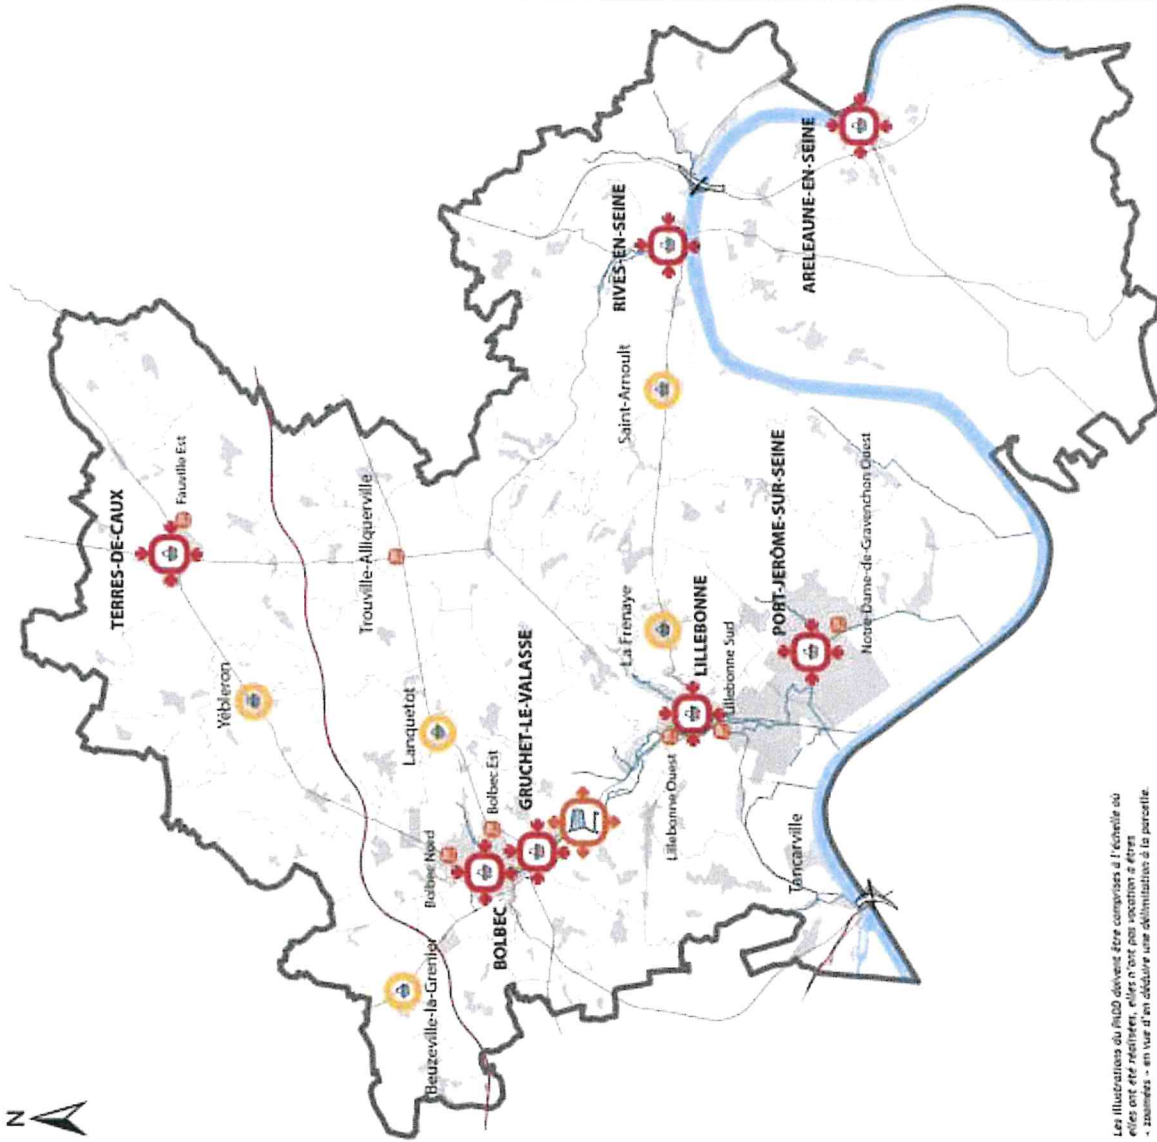 N
TERRES-DE-CAUX
Fauville Est
Yébleron
Trouville-Alliquerville
Lanquetot
Bolbec Nord
Bolbec Est
Beuzeville-la-Grenier
BOLBEC
GRUCHET-LE-VALASSE
RIVES-EN-SEINE
Saint-Arnoult
ARELEAUNE-EN-SEINE
La Frenaye
LILLEBONNE
Lillebonne Ouest
Lillebonne Sud
PORT-JERÔME-SUR-SEINE
Notre-Dame-de-Gravenchon Ouest
Tancarville
Les illustrations du PADD doivent être comprises à l'échelle où
elles ont été réalisées, elles n'ont pas vocation à êtres
« zoomées » en vue d'en déduire une délimitation à la parcelle.